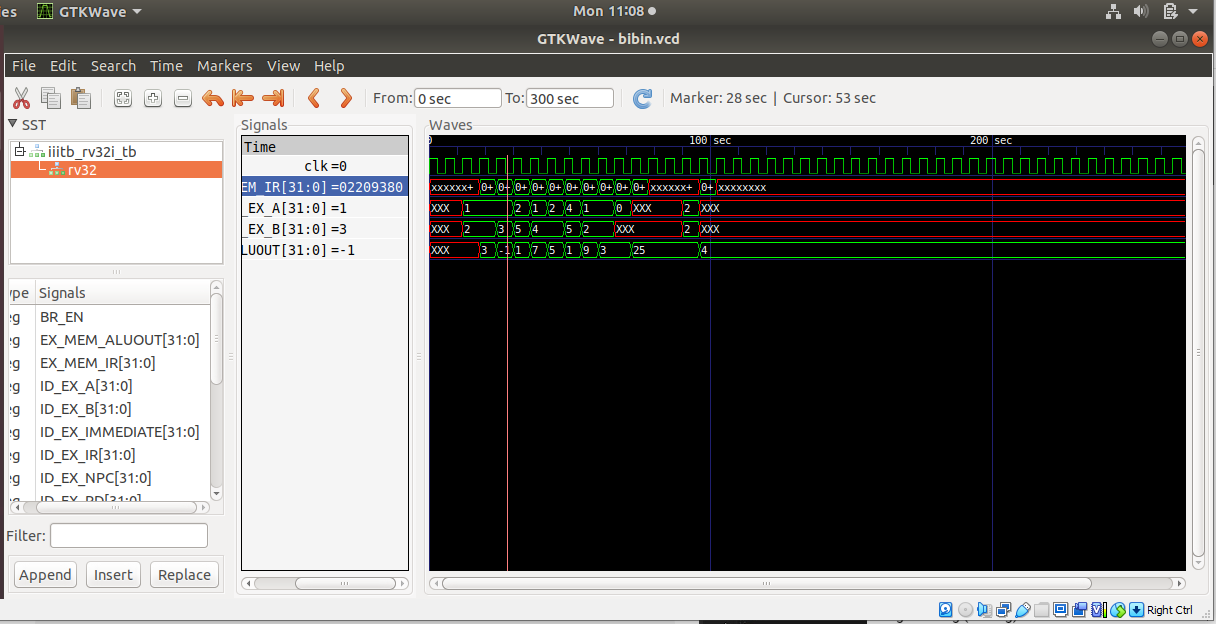 es GTKWave Mon 11:08
GTKWave - bibin.vcd
File Edit Search Time Markers View Help
From: 0 sec To: 300 sec Marker: 28 sec | Cursor: 53 sec
SST
iiitb_rv32i_tb
rv32
ype Signals
eg BR_EN
eg EX_MEM_ALUOUT[31:0]
eg EX_MEM_IR[31:0]
eg ID_EX_A[31:0]
eg ID_EX_B[31:0]
eg ID_EX_IMMEDIATE[31:0]
eg ID_EX_IR[31:0]
eg ID_EX_NPC[31:0]
eg ID_EX_RD[31:0]
Filter:
Append Insert Replace
Signals
Time
clk =0
EM_IR[31:0] =02209380
_EX_A[31:0] =1
_EX_B[31:0] =3
LUOUT[31:0] =-1
Waves
0 100 sec 200 sec
xxxxxx+ 0+ 0+ 0+ 0+ 0+ 0+ 0+ 0+ 0+ 0+ xxxxxx+ 0+ xxxxxxxx
XXX 1 2 1 2 4 1 0 XXX 2 XXX
XXX 2 3 5 4 5 2 XXX 2 XXX
XXX 3 -1 1 7 5 1 9 3 25 4
Right Ctrl